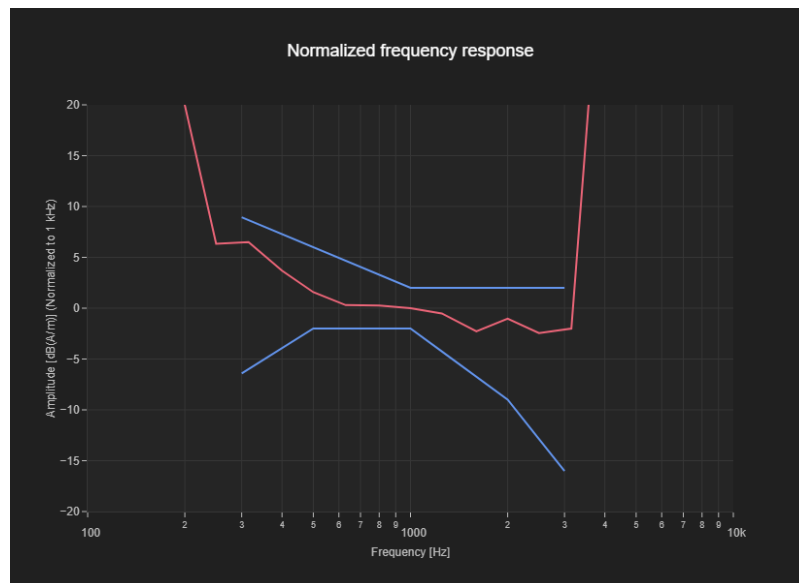 Normalized frequency response
Amplitude [dB(A/m)] (Normalized to 1 kHz)
20
15
10
5
0
−5
−10
−15
−20
100 2 3 4 5 6 7 8 9 1000 2 3 4 5 6 7 8 9 10k
Frequency [Hz]